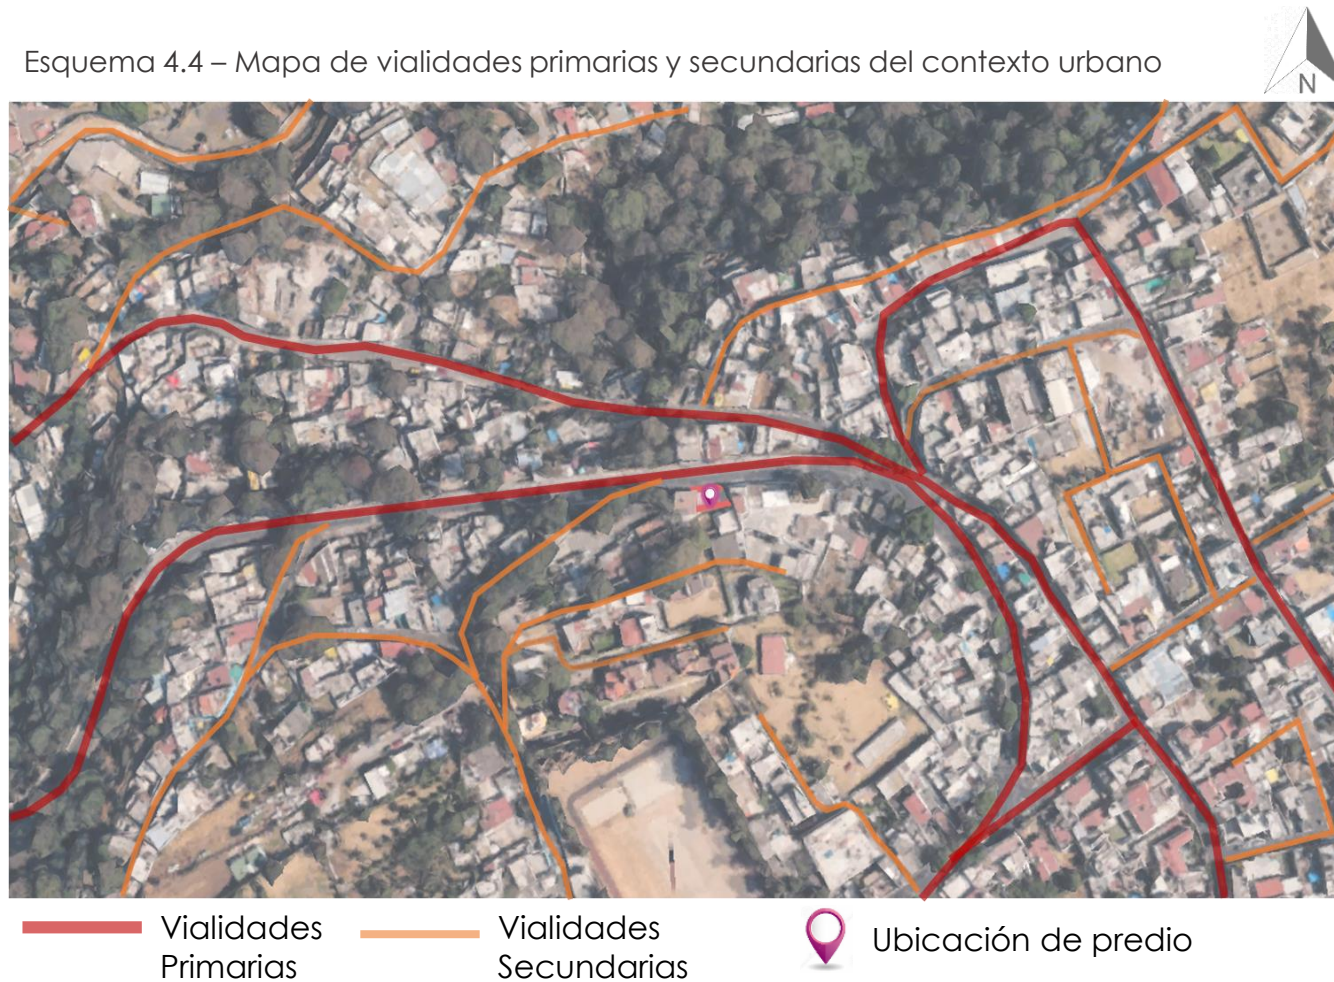 Esquema 4.4 – Mapa de vialidades primarias y secundarias del contexto urbano
N
Vialidades
Primarias
Vialidades
Secundarias
Ubicación de predio